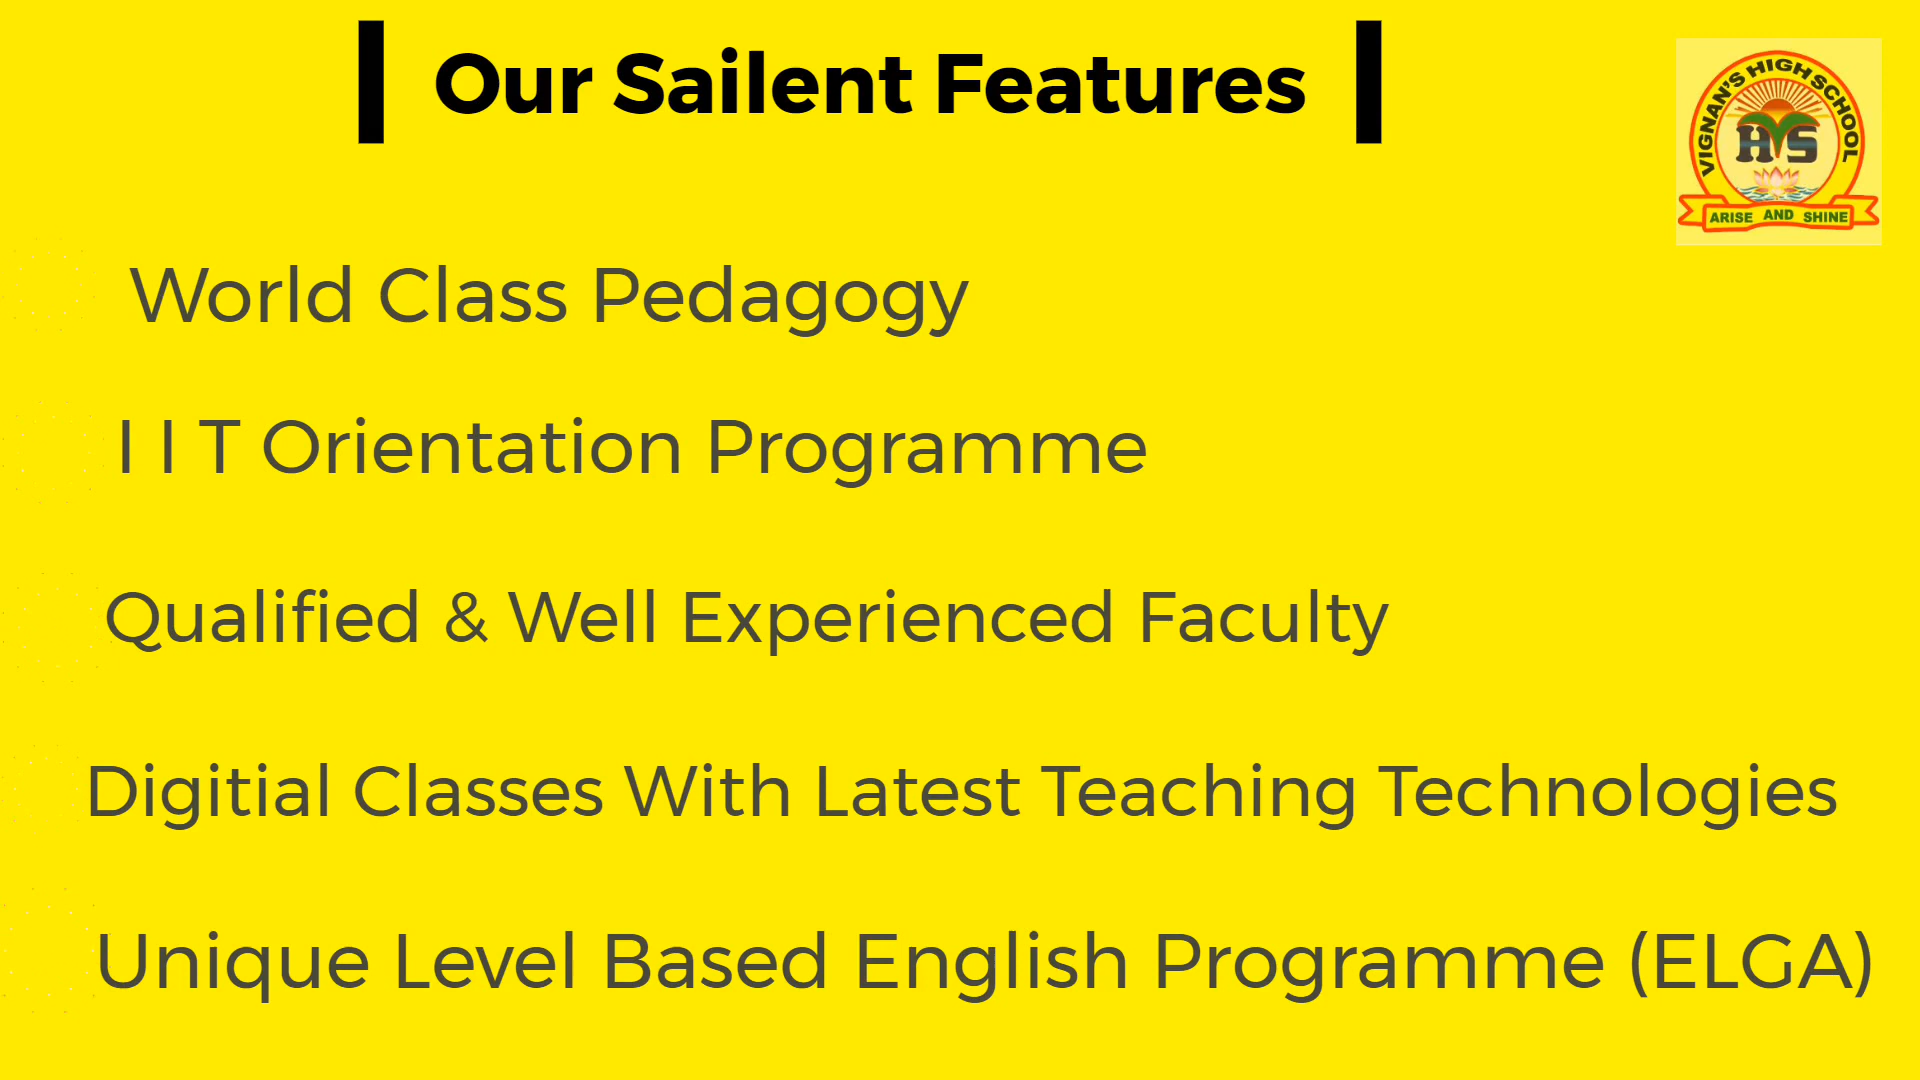 Our Sailent Features
VIGNAN'S HIGH SCHOOL
HVS
ARISE AND SHINE
World Class Pedagogy
I I T Orientation Programme
Qualified & Well Experienced Faculty
Digitial Classes With Latest Teaching Technologies
Unique Level Based English Programme (ELGA)